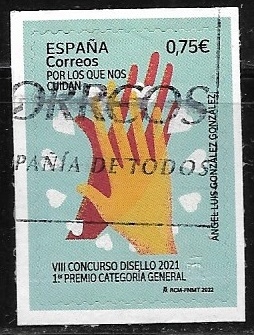 ESPAÑA 0,75€
Correos
POR LOS QUE NOS
CUIDAN
ORREOS
PAÑÍA DE TODOS
ÁNGEL LUIS GONZÁLEZ GONZÁLEZ
VIII CONCURSO DISELLO 2021
1er PREMIO CATEGORÍA GENERAL
RCM-FNMT 2022